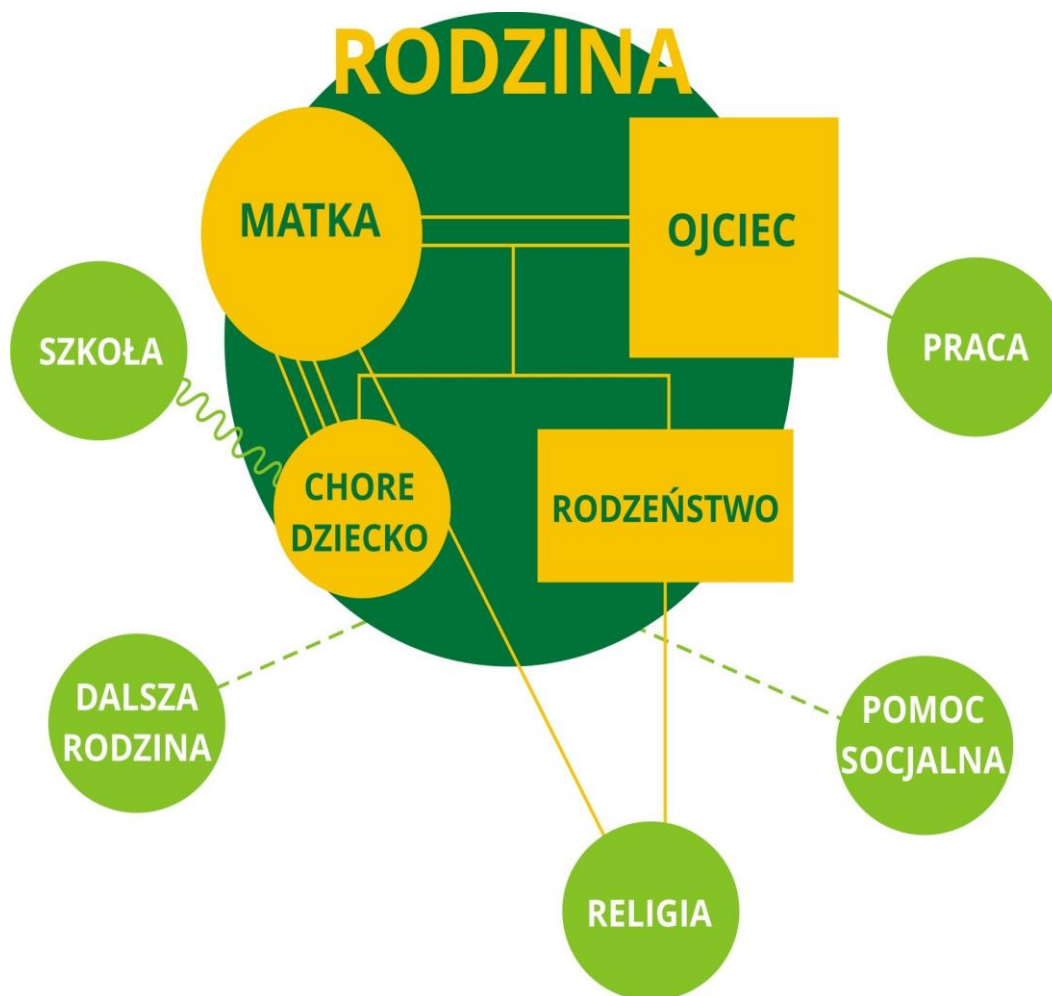 RODZINA
MATKA
OJCIEC
SZKOŁA
PRACA
CHORE
DZIECKO
RODZEŃSTWO
DALSZA
RODZINA
POMOC
SOCJALNA
RELIGIA